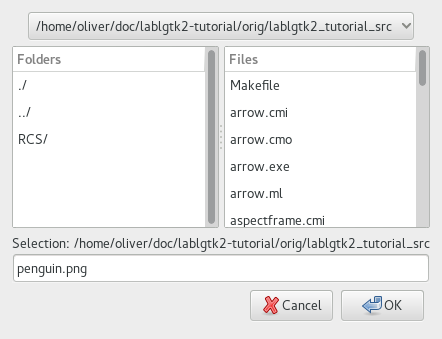 /home/oliver/doc/lablgtk2-tutorial/orig/lablgtk2_tutorial_src
Folders
./
../
RCS/
Files
Makefile
arrow.cmi
arrow.cmo
arrow.exe
arrow.ml
aspectframe.cmi
Selection: /home/oliver/doc/lablgtk2-tutorial/orig/lablgtk2_tutorial_src
penguin.png
Cancel
OK